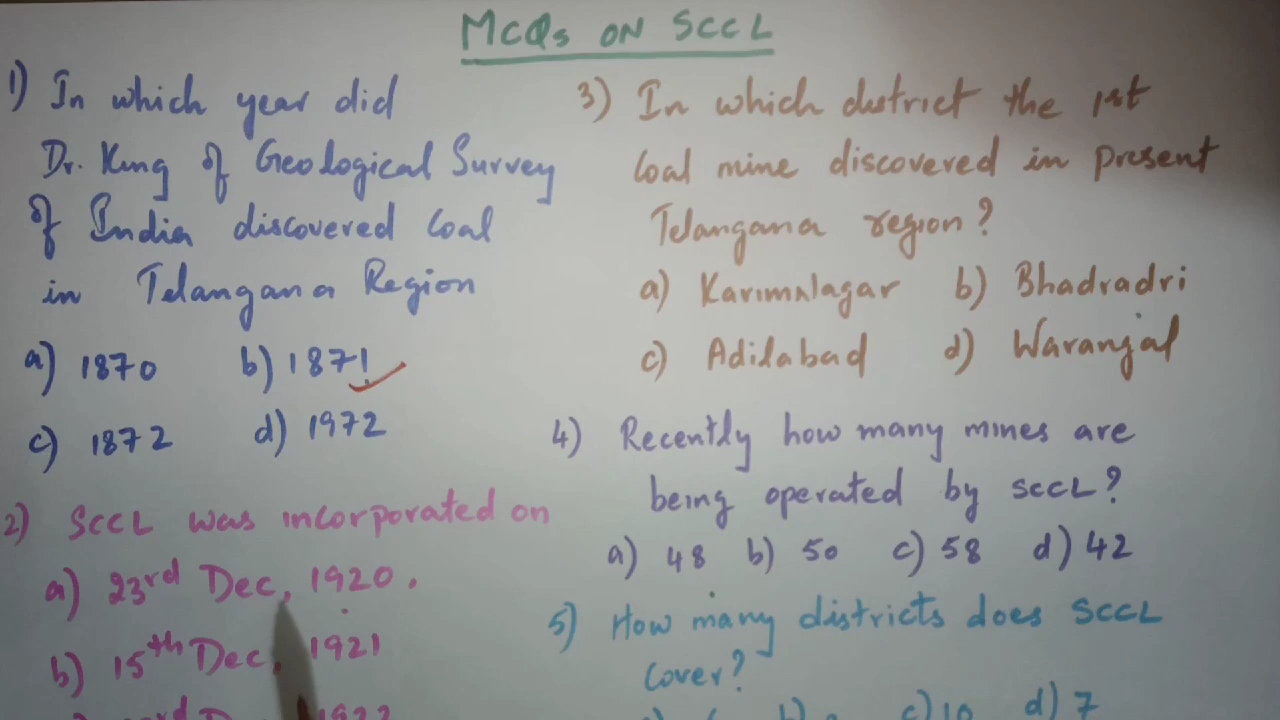 MCQs ON SCCL
1) In which year did
Dr. King of Geological Survey
of India discovered Coal
in Telangana Region
a) 1870 b) 1871
c) 1872 d) 1972
2) SCCL was incorporated on
a) 23rd Dec, 1920.
b) 15th Dec, 1921
3) In which district the 1st
Coal mine discovered in present
Telangana region?
a) Karimnagar b) Bhadradri
c) Adilabad d) Warangal
4) Recently how many mines are
being operated by SCCL?
a) 48 b) 50 c) 58 d) 42
5) How many districts does SCCL
Cover?
c) 10 d) 7